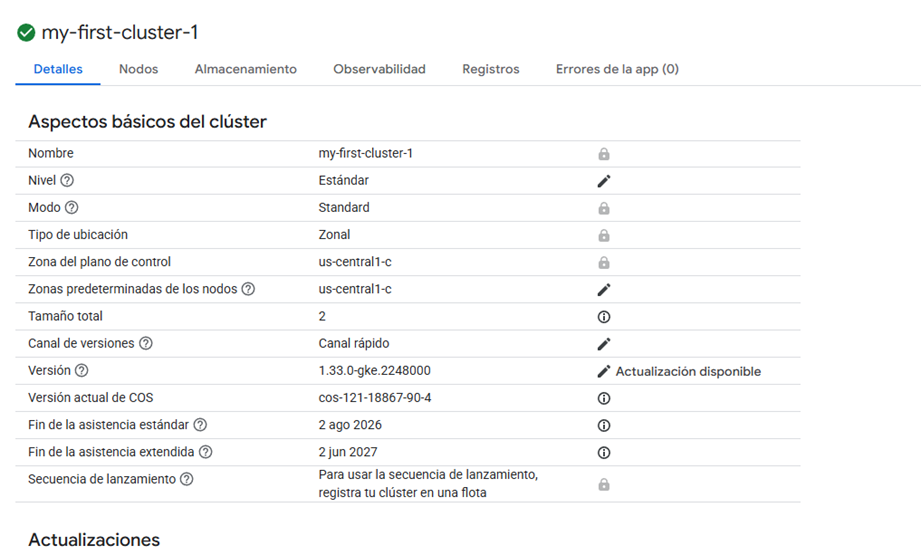 my-first-cluster-1
Detalles Nodos Almacenamiento Observabilidad Registros Errores de la app (0)
Aspectos básicos del clúster
Nombre my-first-cluster-1
Nivel Estándar
Modo Standard
Tipo de ubicación Zonal
Zona del plano de control us-central1-c
Zonas predeterminadas de los nodos us-central1-c
Tamaño total 2
Canal de versiones Canal rápido
Versión 1.33.0-gke.2248000 Actualización disponible
Versión actual de COS cos-121-18867-90-4
Fin de la asistencia estándar 2 ago 2026
Fin de la asistencia extendida 2 jun 2027
Secuencia de lanzamiento Para usar la secuencia de lanzamiento,
registra tu clúster en una flota
Actualizaciones